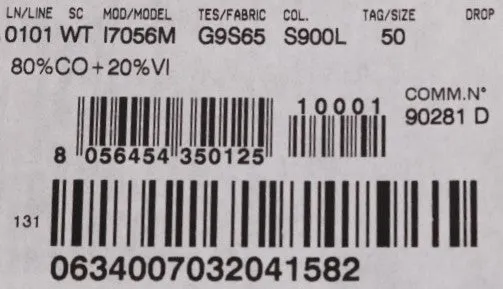 LN/LINE SC MOD/MODEL TES/FABRIC COL. TAG/SIZE DROP
0101 WT I7056M G9S65 S900L 50
80%CO+20%VI
10001
COMM.N°
90281 D
8 056454 350125
131
0634007032041582